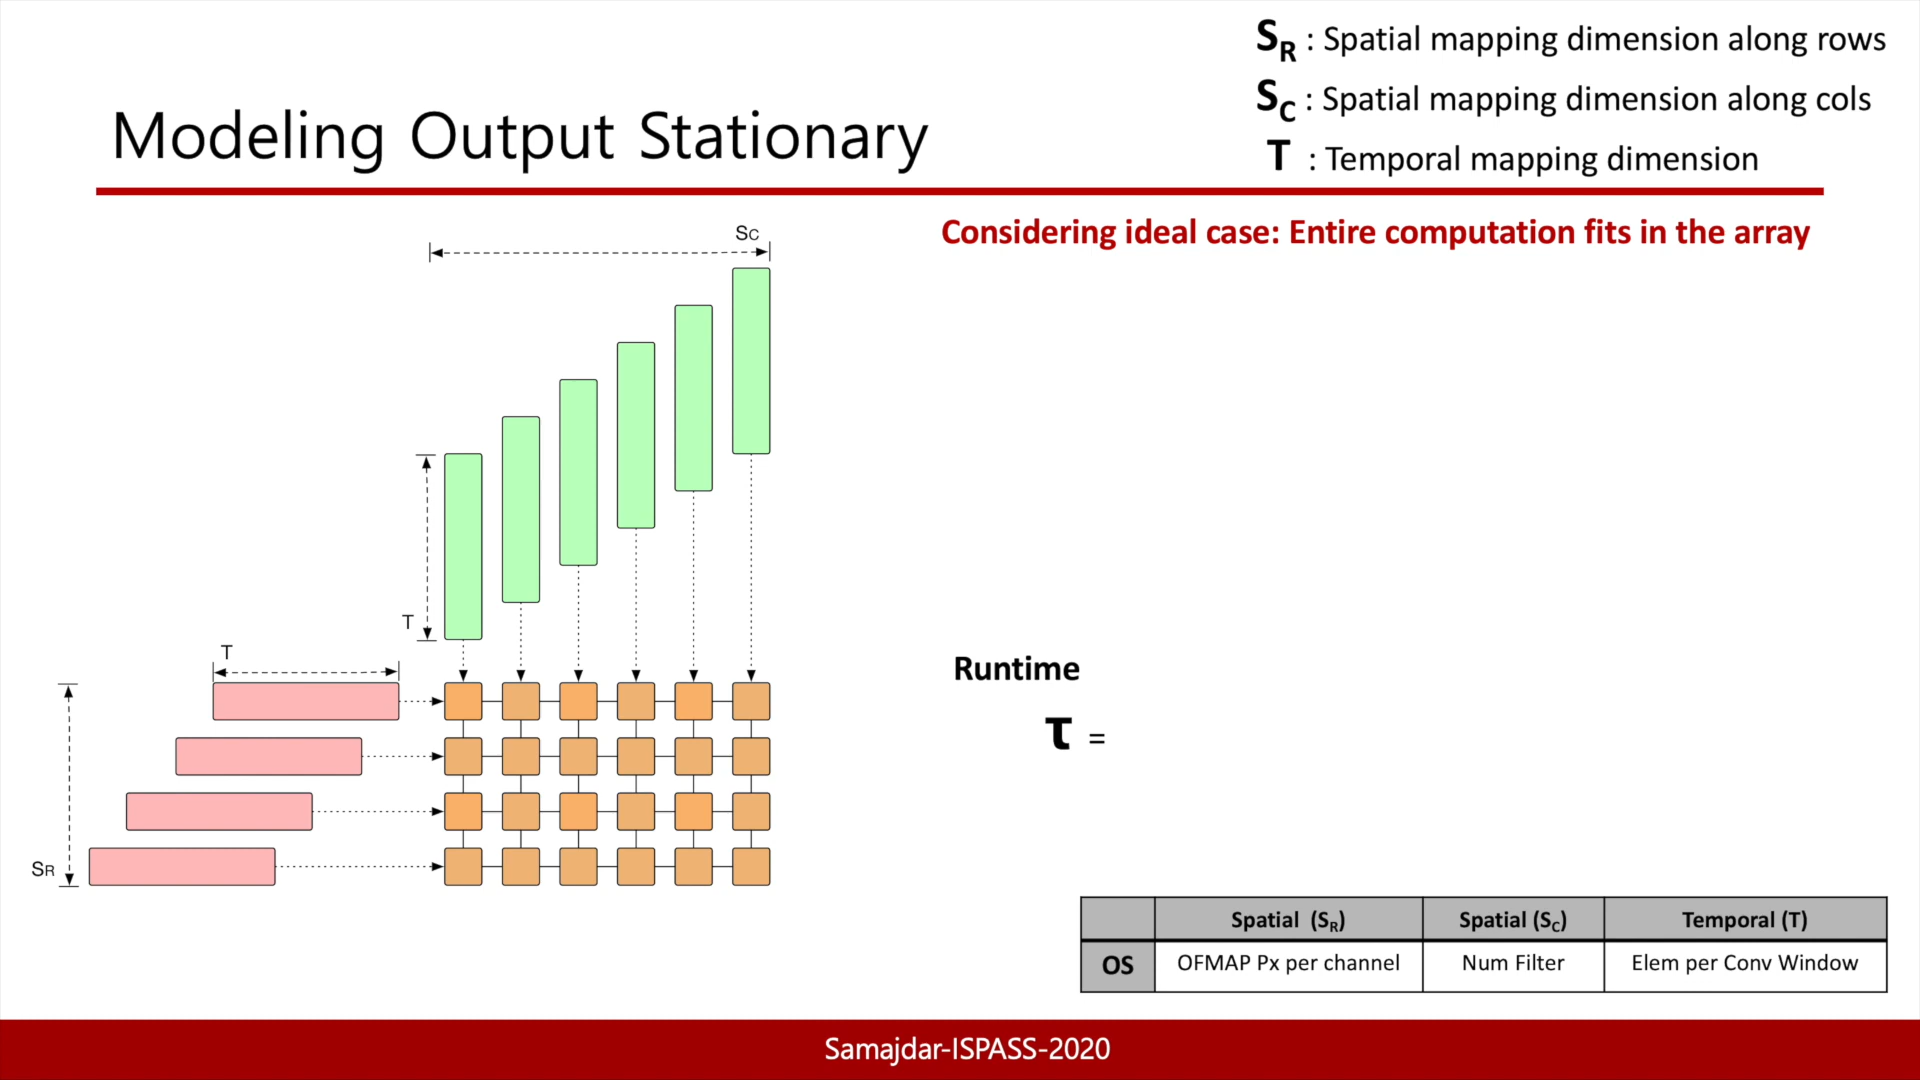 S_R : Spatial mapping dimension along rows
S_C : Spatial mapping dimension along cols
T : Temporal mapping dimension
Modeling Output Stationary
Considering ideal case: Entire computation fits in the array
Sc
T
T
SR
Runtime
τ =
Spatial (S_R) Spatial (S_C) Temporal (T)
OS OFMAP Px per channel Num Filter Elem per Conv Window
Samajdar-ISPASS-2020